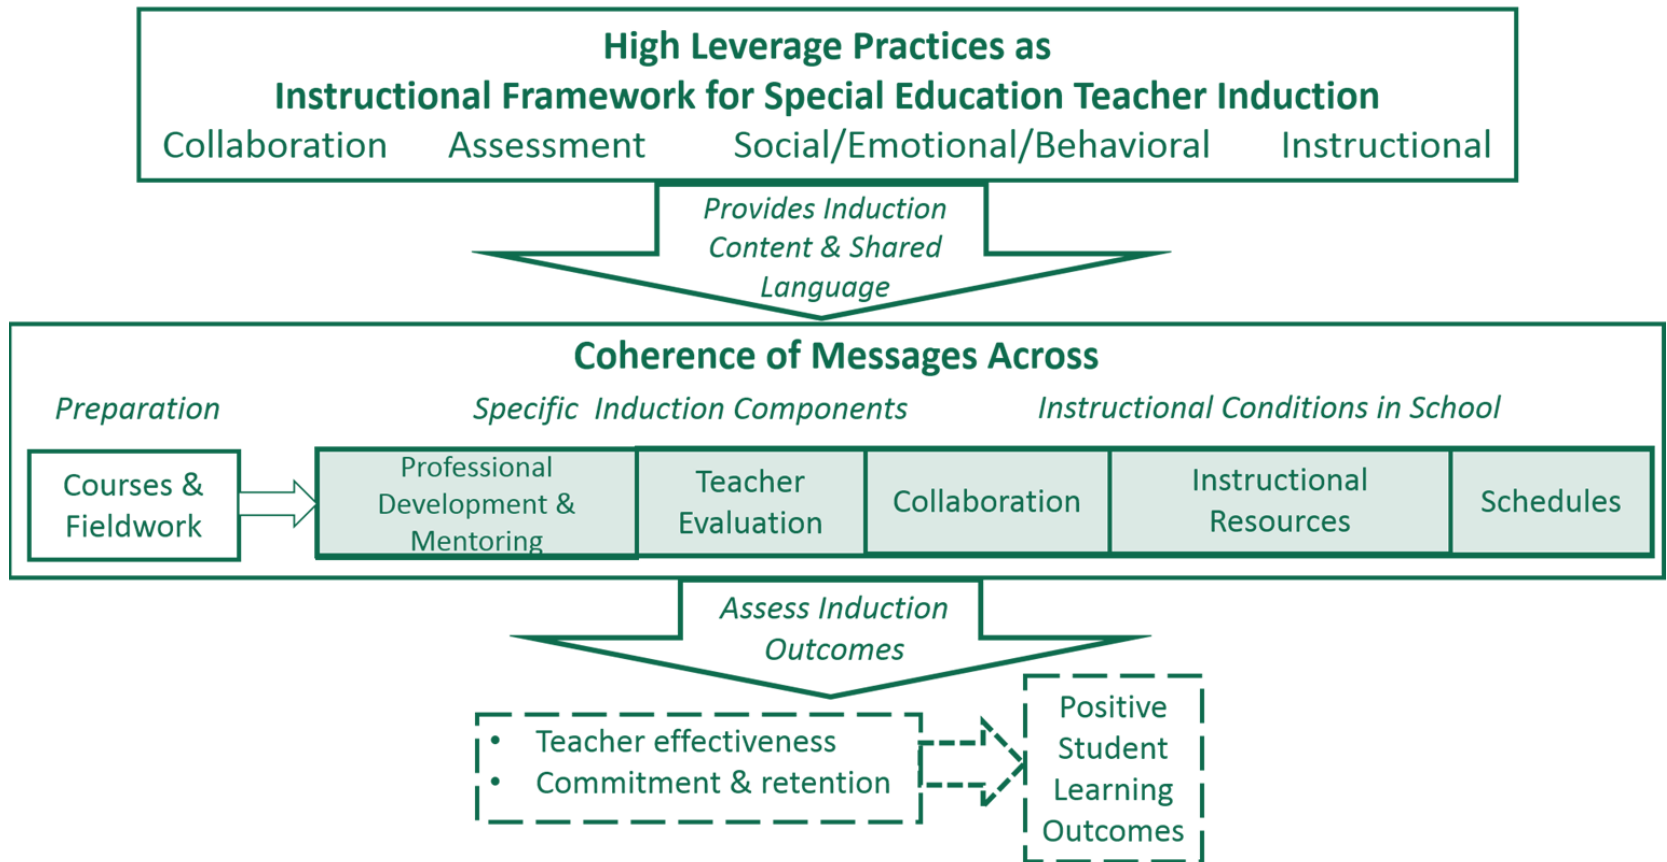 High Leverage Practices as
Instructional Framework for Special Education Teacher Induction
Collaboration Assessment Social/Emotional/Behavioral Instructional
Provides Induction
Content & Shared
Language
Coherence of Messages Across
Preparation Specific Induction Components Instructional Conditions in School
Courses &
Fieldwork
Professional
Development &
Mentoring
Teacher
Evaluation
Collaboration
Instructional
Resources
Schedules
Assess Induction
Outcomes
• Teacher effectiveness
• Commitment & retention
Positive
Student
Learning
Outcomes